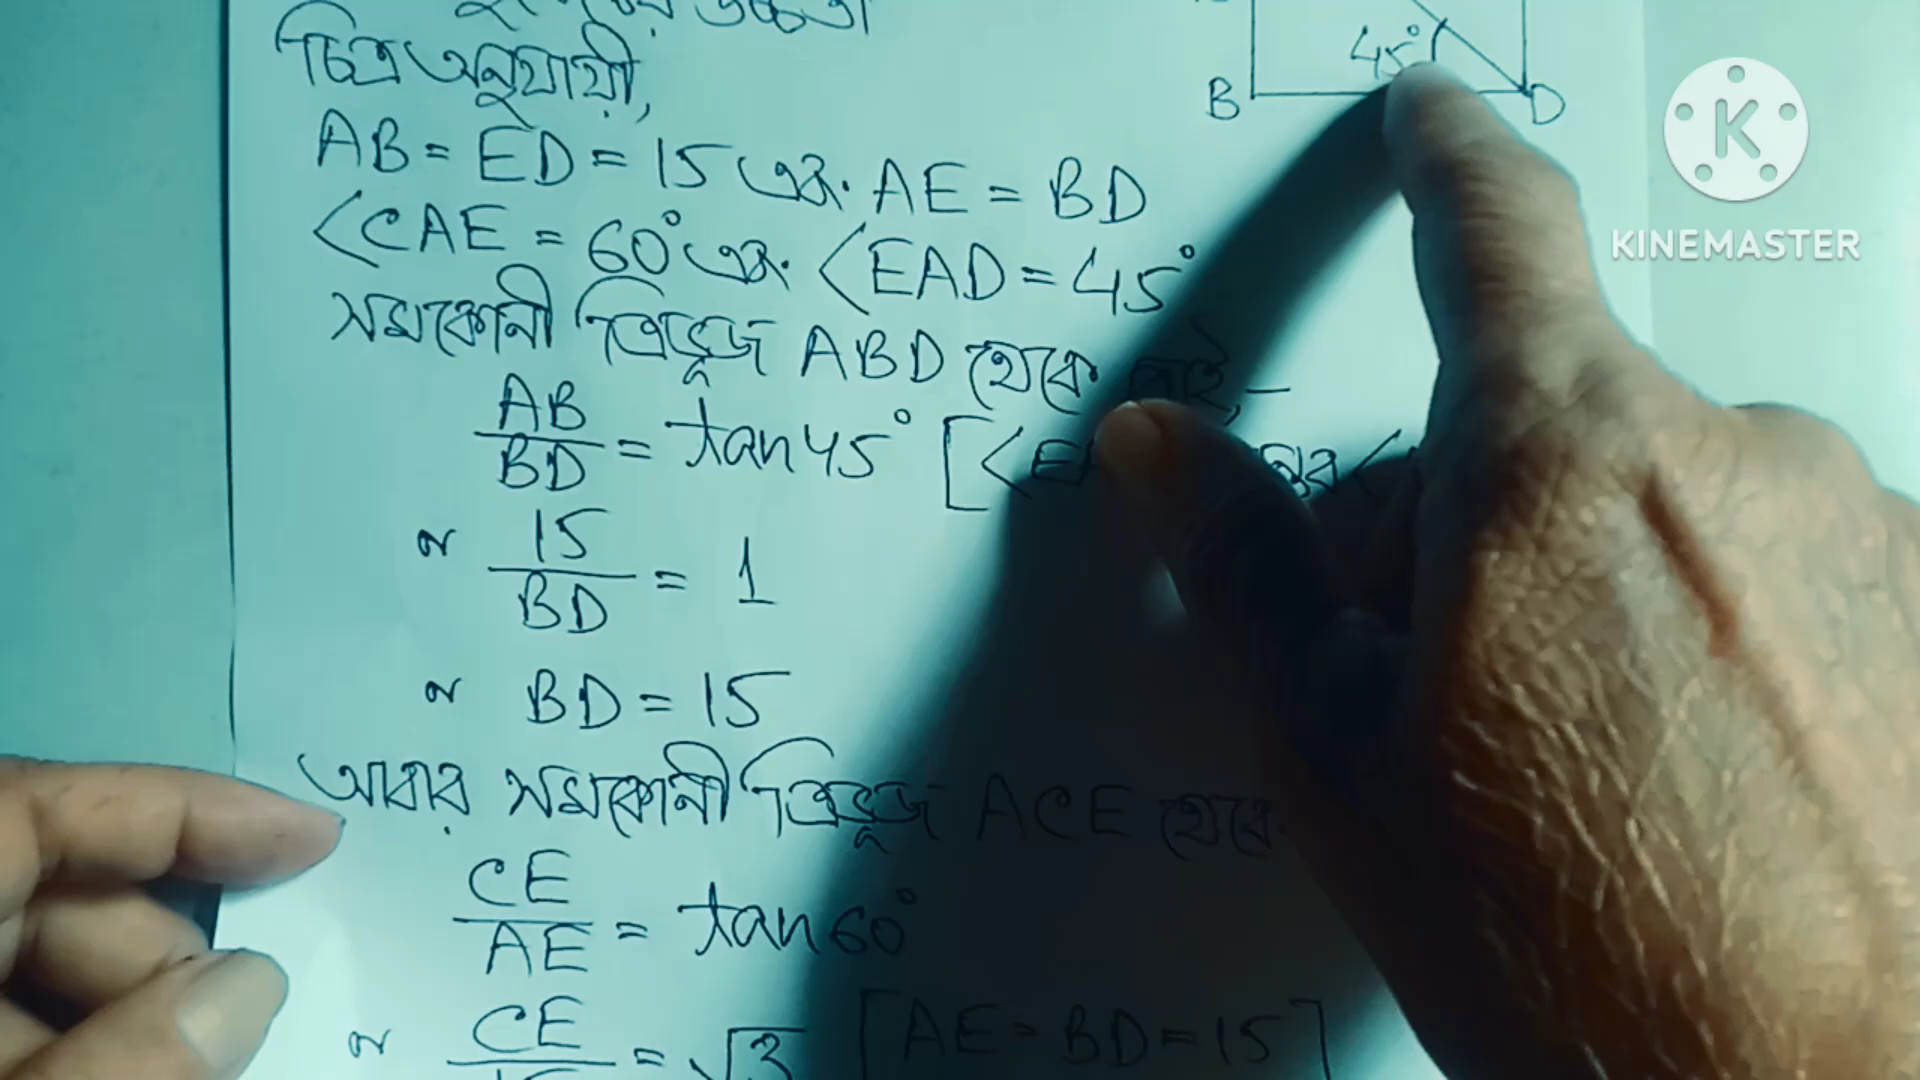 চিত্র অনুযায়ী,
45°
B
D
AB = ED = 15 এবং AE = BD
<CAE = 60° এবং <EAD = 45°
সমকোনী ত্রিভূজ ABD থেকে পাই,-
AB/BD = tan45° [<E
বা 15/BD = 1
বা BD = 15
আবার সমকোনী ত্রিভূজ ACE থেকে
CE/AE = tan60°
বা CE/15 = √3 [AE = BD = 15]
K
KINEMASTER